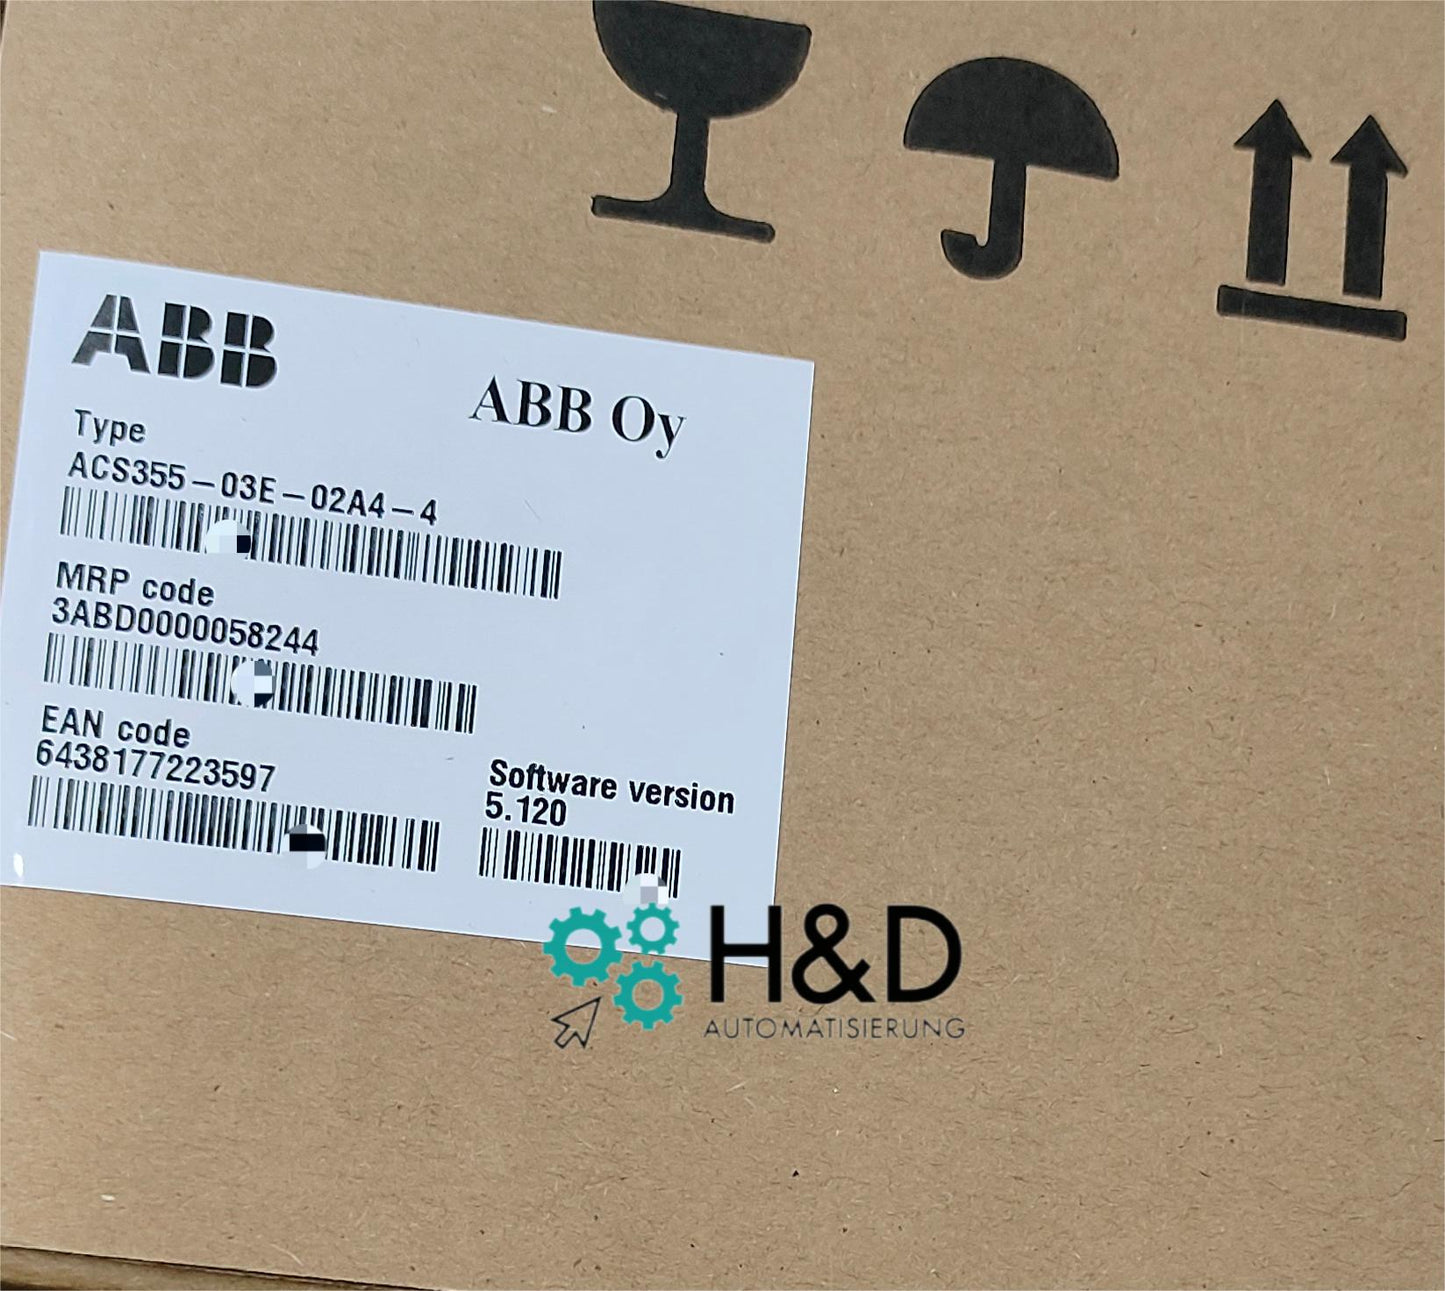 ABB
ABB Oy
Type
ACS355-03E-02A4-4
MRP code
3ABD0000058244
EAN code
6438177223597
Software version
5.120
H&D
AUTOMATISIERUNG